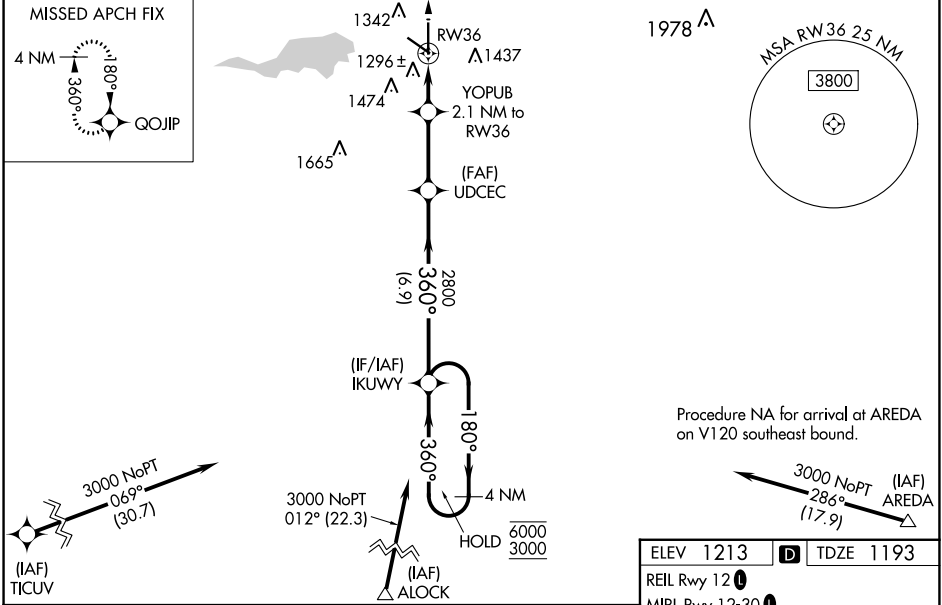 MISSED APCH FIX
4 NM
180°
360°
QOJIP
1342
RW36
1296±
1437
1474
YOPUB
2.1 NM to
RW36
1665
1978
MSA RW36 25 NM
3800
(FAF)
UDCEC
2800
360°
(6.9)
(IF/IAF)
IKUWY
180°
360°
4 NM
HOLD
6000
3000
3000 NoPT
069°
(30.7)
(IAF)
TICUV
3000 NoPT
012° (22.3)
(IAF)
ALOCK
Procedure NA for arrival at AREDA
on V120 southeast bound.
3000 NoPT
286°
(17.9)
(IAF)
AREDA
ELEV 1213 D TDZE 1193
REIL Rwy 12 L
MIRL Rwy 12-30 L